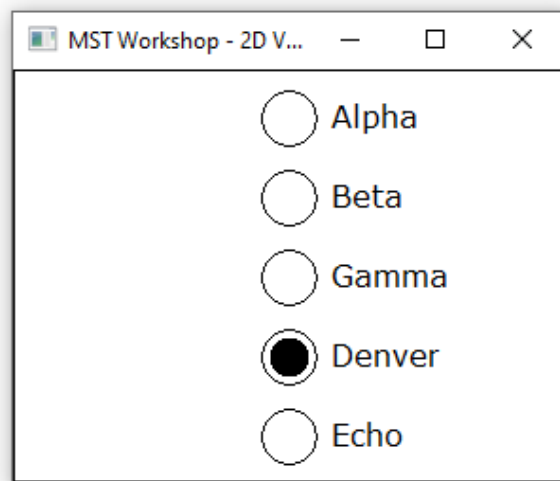 MST Workshop - 2D V...
Alpha
Beta
Gamma
Denver
Echo